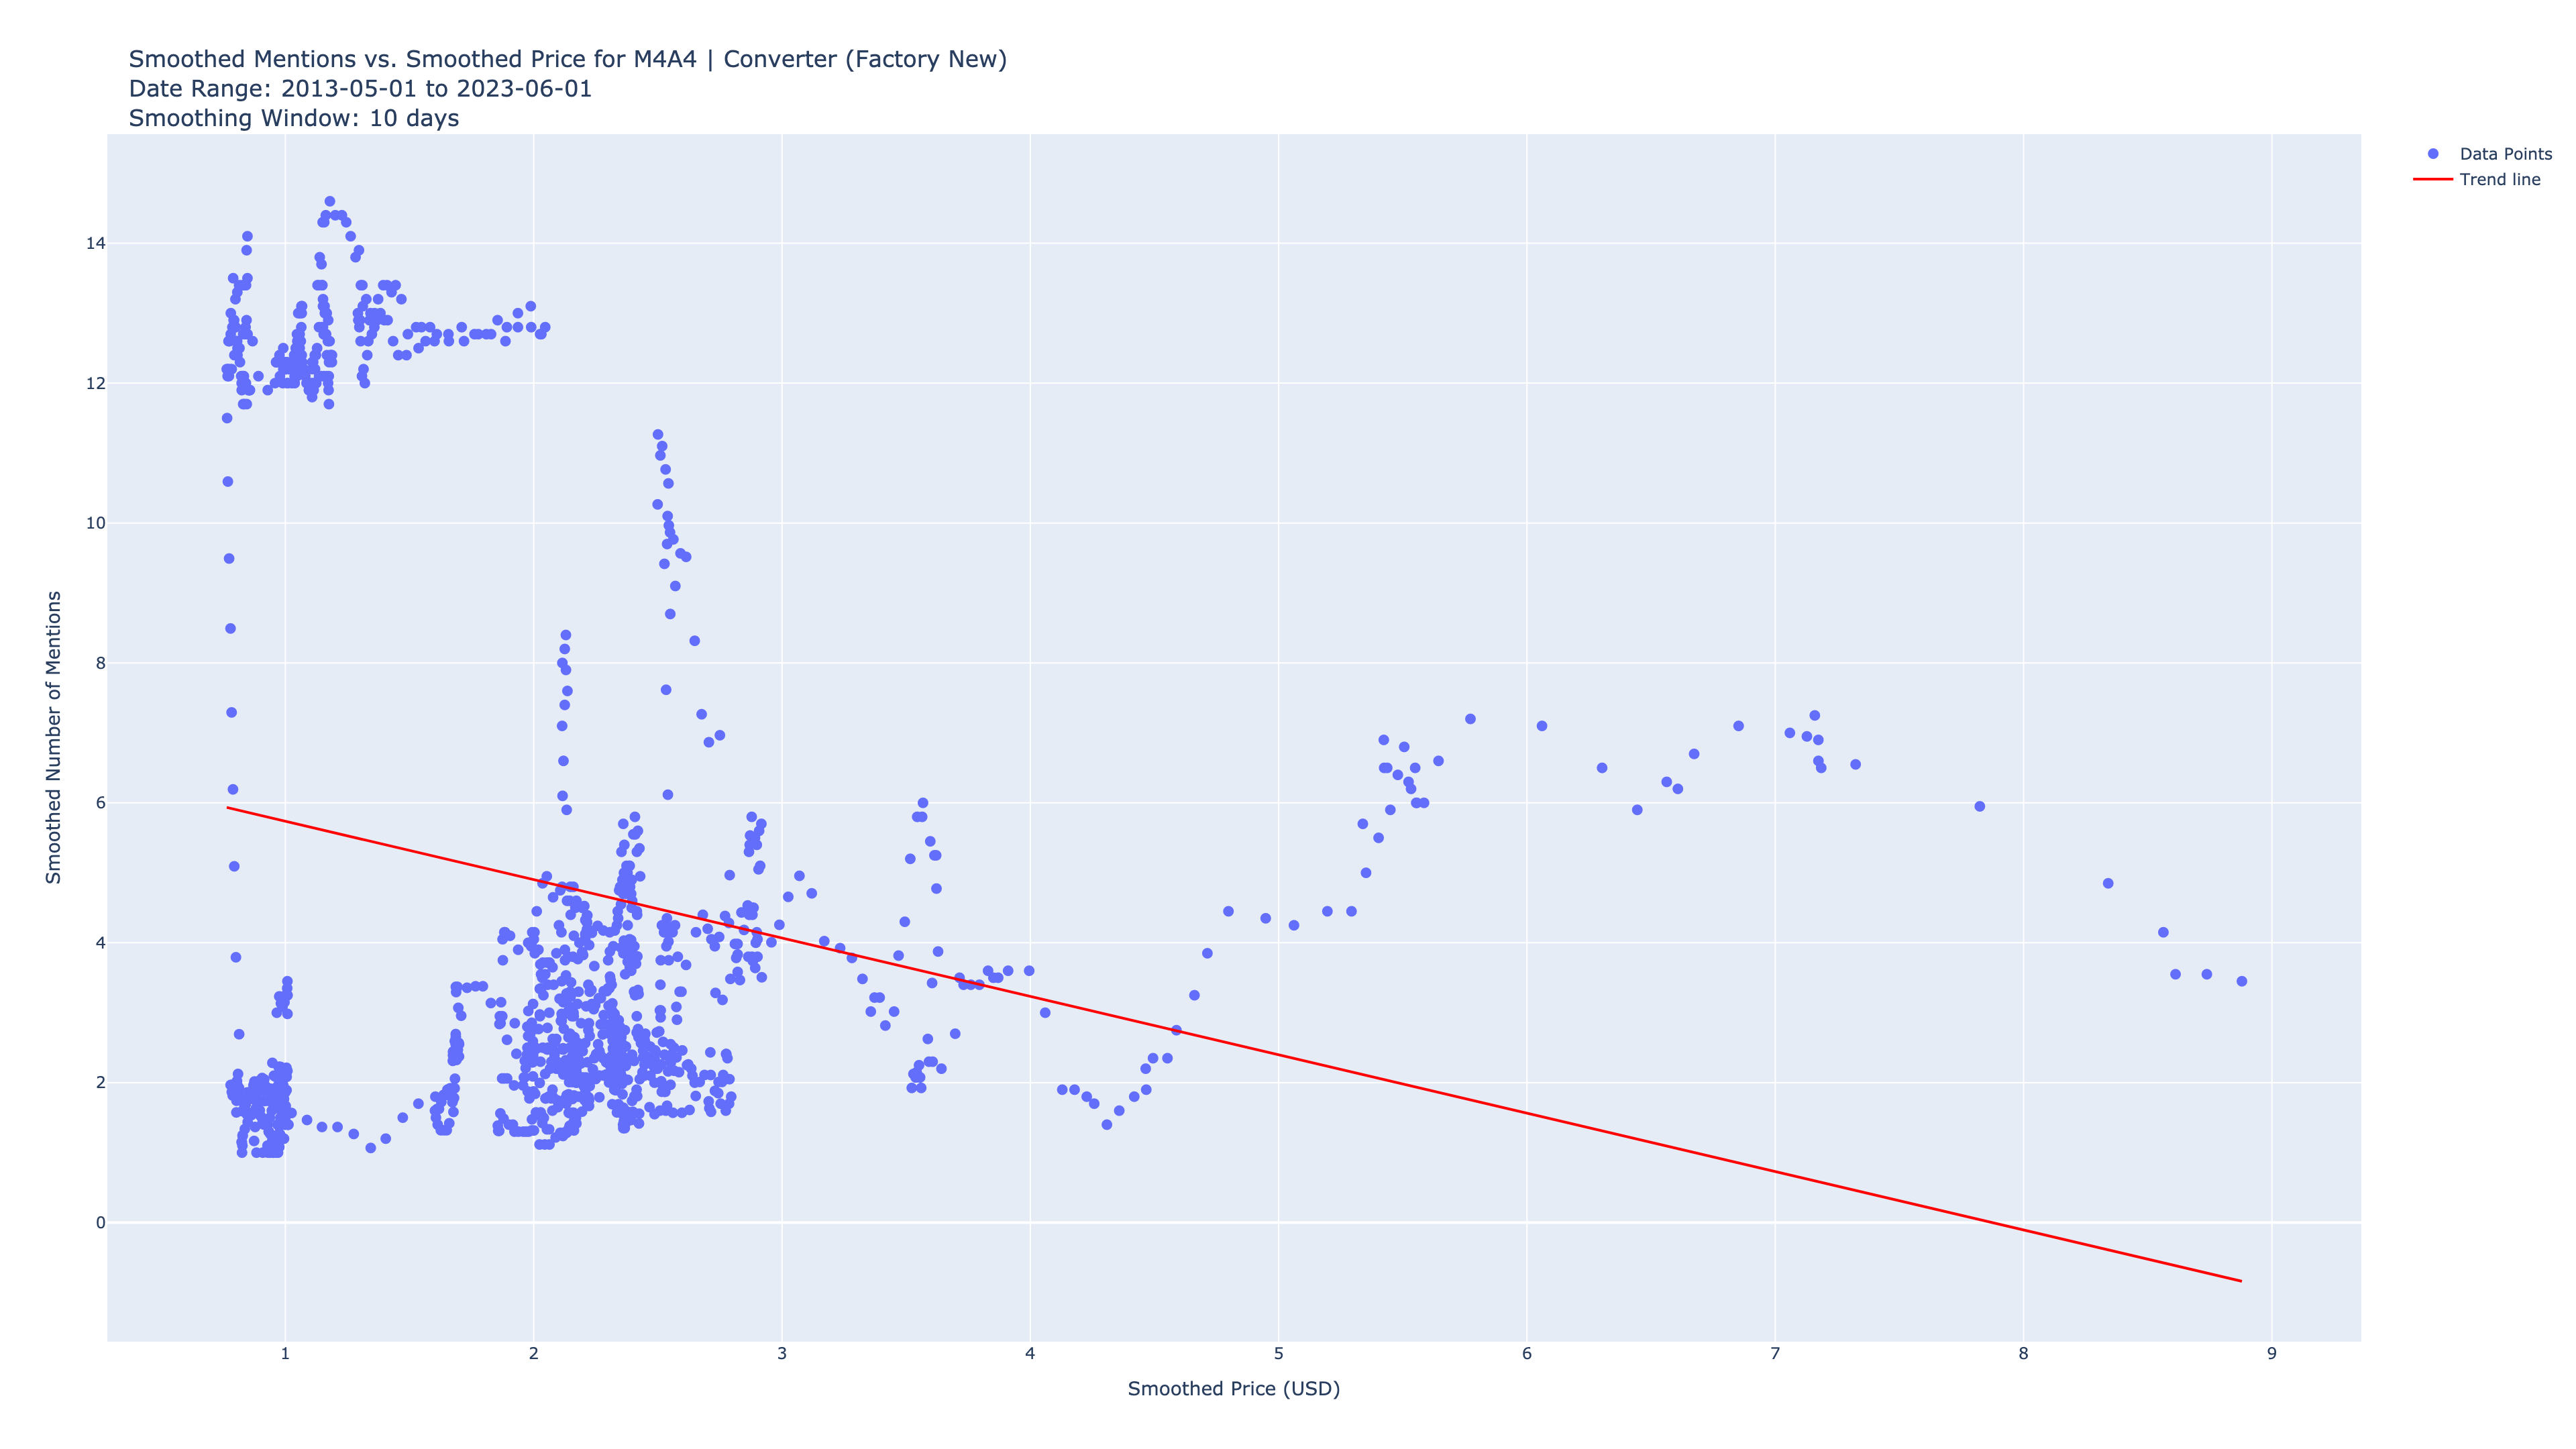 Smoothed Mentions vs. Smoothed Price for M4A4 | Converter (Factory New)
Date Range: 2013-05-01 to 2023-06-01
Smoothing Window: 10 days
Data Points
Trend line
14
12
10
8
6
4
2
0
Smoothed Number of Mentions
1
2
3
4
5
6
7
8
9
Smoothed Price (USD)